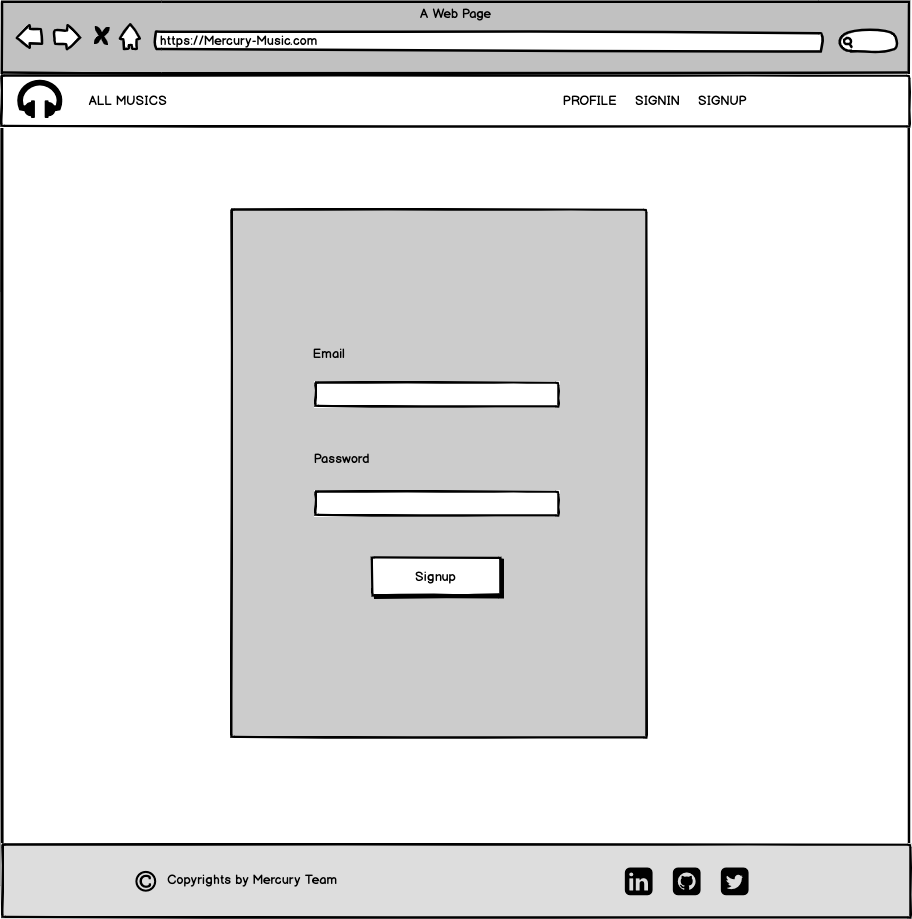 A Web Page
https://Mercury-Music.com
ALL MUSICS PROFILE SIGNIN SIGNUP
Email
Password
Signup
© Copyrights by Mercury Team in